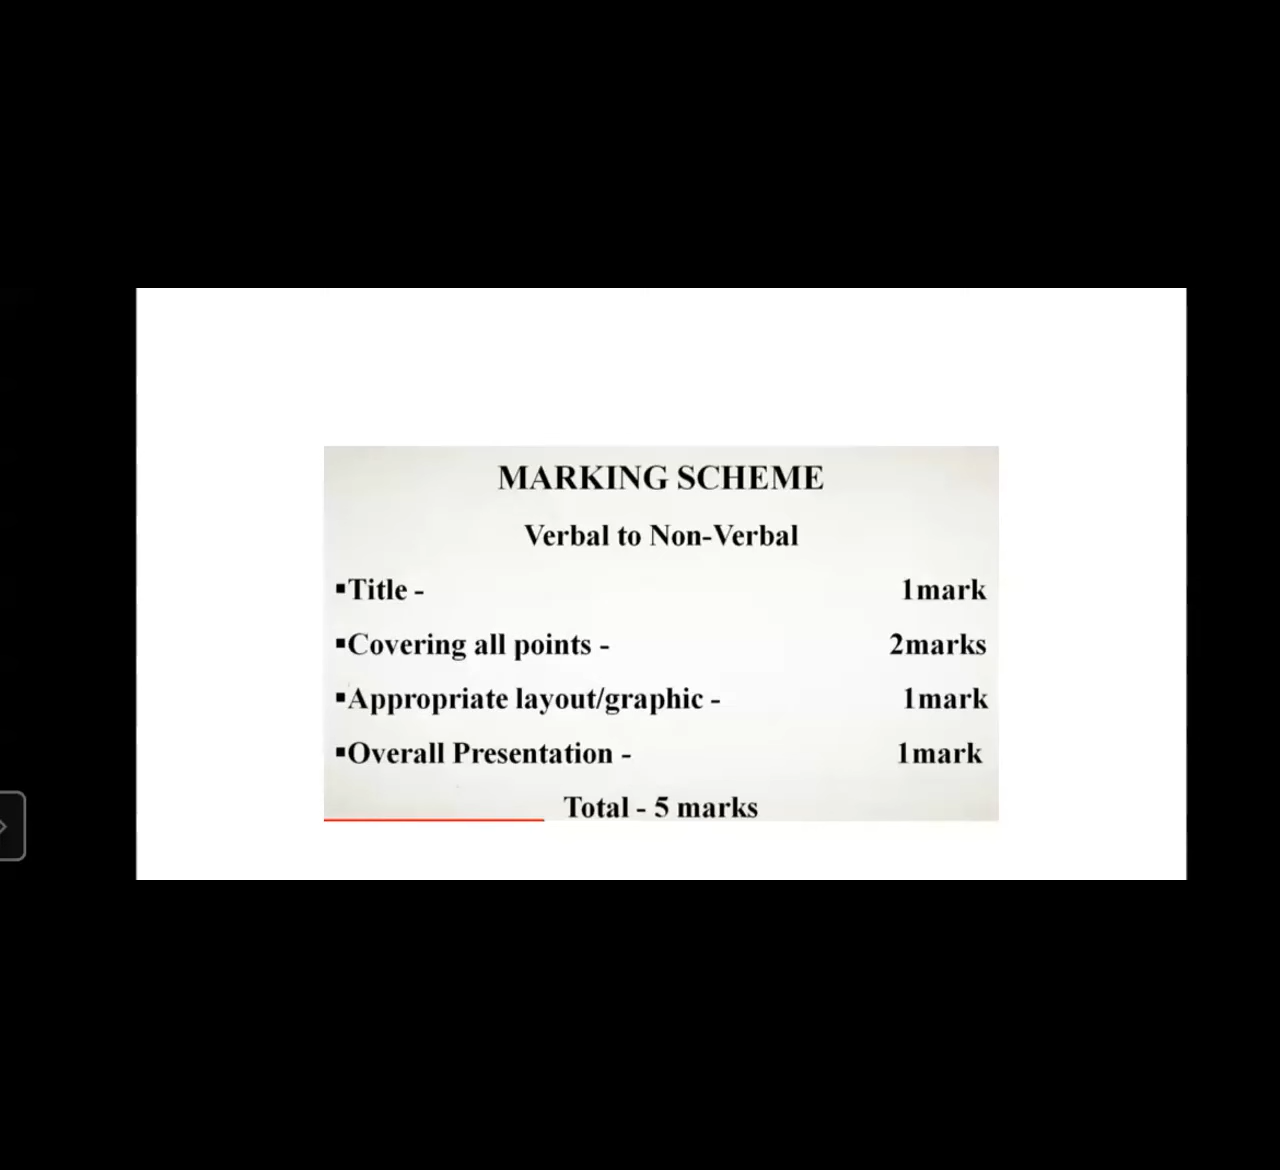 MARKING SCHEME
Verbal to Non-Verbal
▪Title - 1mark
▪Covering all points - 2marks
▪Appropriate layout/graphic - 1mark
▪Overall Presentation - 1mark
Total - 5 marks